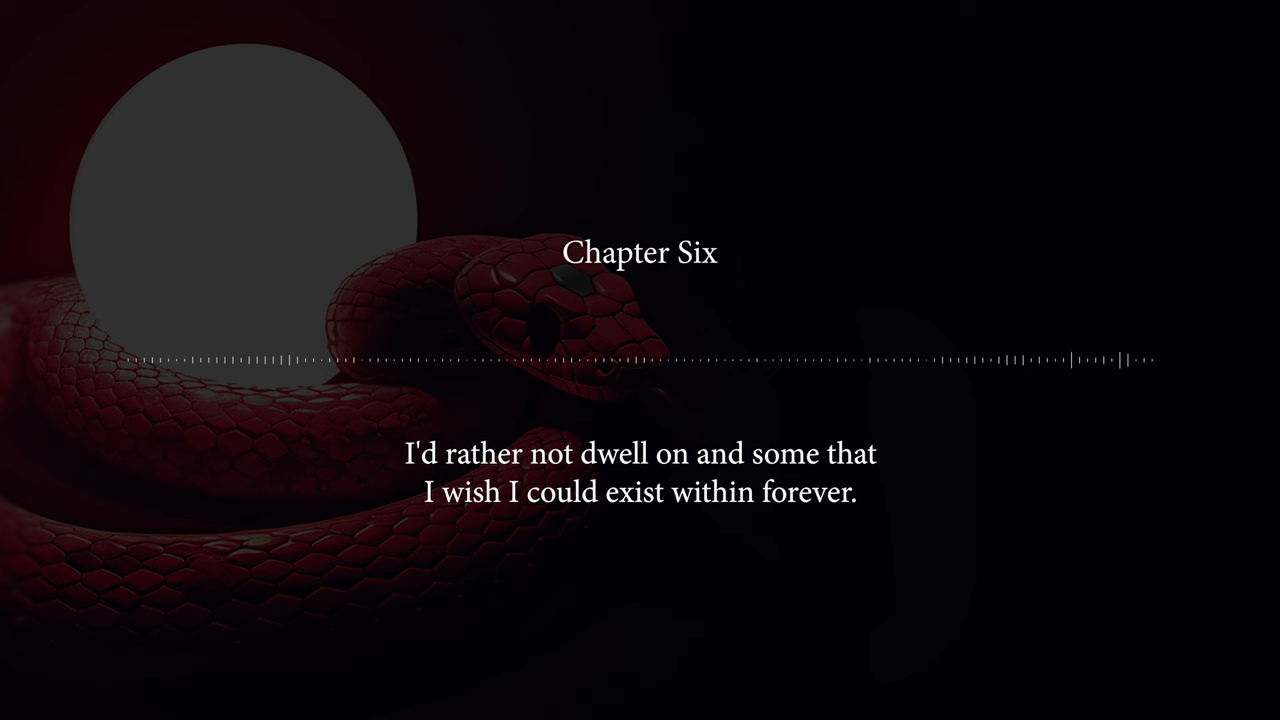 Chapter Six
I'd rather not dwell on and some that
I wish I could exist within forever.